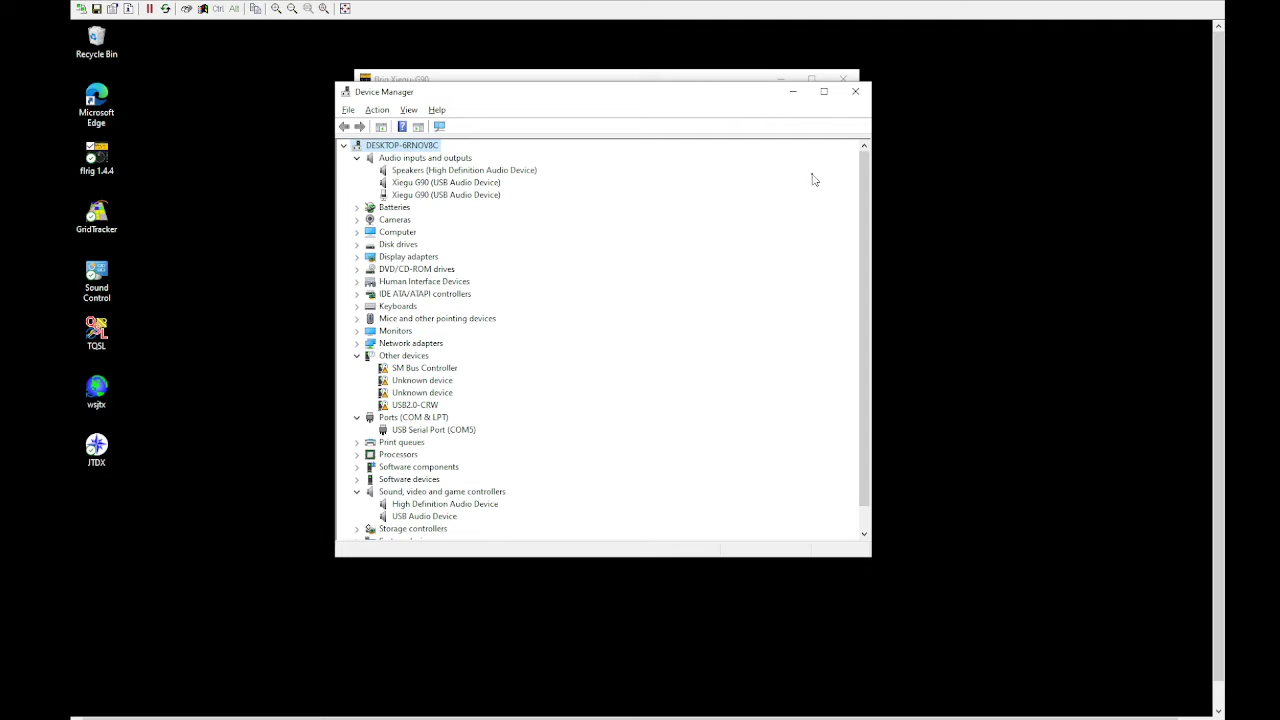 Ctrl Alt
Recycle Bin
Microsoft
Edge
flrig 1.4.4
GridTracker
Sound
Control
TQSL
wsjtx
JTDX
flrig Xiegu-G90
Device Manager
File Action View Help
DESKTOP-6RNOV8C
Audio inputs and outputs
Speakers (High Definition Audio Device)
Xiegu G90 (USB Audio Device)
Xiegu G90 (USB Audio Device)
Batteries
Cameras
Computer
Disk drives
Display adapters
DVD/CD-ROM drives
Human Interface Devices
IDE ATA/ATAPI controllers
Keyboards
Mice and other pointing devices
Monitors
Network adapters
Other devices
SM Bus Controller
Unknown device
Unknown device
USB2.0-CRW
Ports (COM & LPT)
USB Serial Port (COM5)
Print queues
Processors
Software components
Software devices
Sound, video and game controllers
High Definition Audio Device
USB Audio Device
Storage controllers